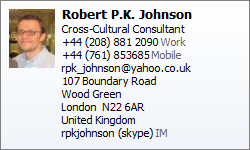 Robert P.K. Johnson
Cross-Cultural Consultant
+44 (208) 881 2090 Work
+44 (761) 853685 Mobile
rpk_johnson@yahoo.co.uk
107 Boundary Road
Wood Green
London  N22 6AR
United Kingdom
rpkjohnson (skype) IM